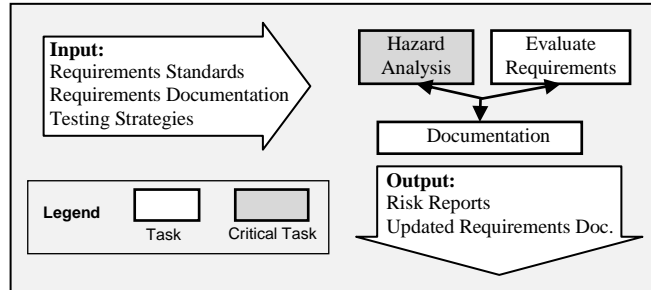 Input:
Requirements Standards
Requirements Documentation
Testing Strategies
Hazard
Analysis
Evaluate
Requirements
Documentation
Output:
Risk Reports
Updated Requirements Doc.
Legend
Task
Critical Task